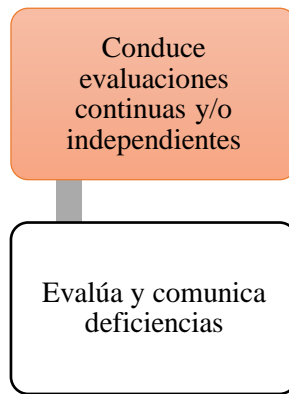 Conduce
evaluaciones
continuas y/o
independientes
Evalúa y comunica
deficiencias